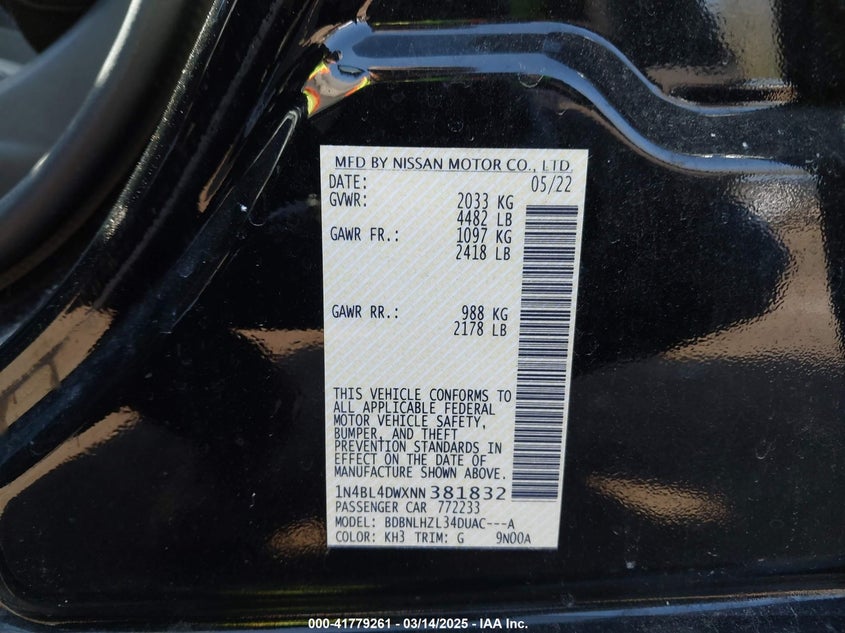 MFD BY NISSAN MOTOR CO., LTD.
DATE: 05/22
GVWR: 2033 KG
4482 LB
GAWR FR.: 1097 KG
2418 LB
GAWR RR.: 988 KG
2178 LB
THIS VEHICLE CONFORMS TO
ALL APPLICABLE FEDERAL
MOTOR VEHICLE SAFETY,
BUMPER, AND THEFT
PREVENTION STANDARDS IN
EFFECT ON THE DATE OF
MANUFACTURE SHOWN ABOVE.
1N4BL4DWXNN381832
PASSENGER CAR 772233
MODEL: BDBNLHZL34DUAC---A
COLOR: KH3 TRIM: G 9N00A
000-41779261 - 03/14/2025 - IAA Inc.